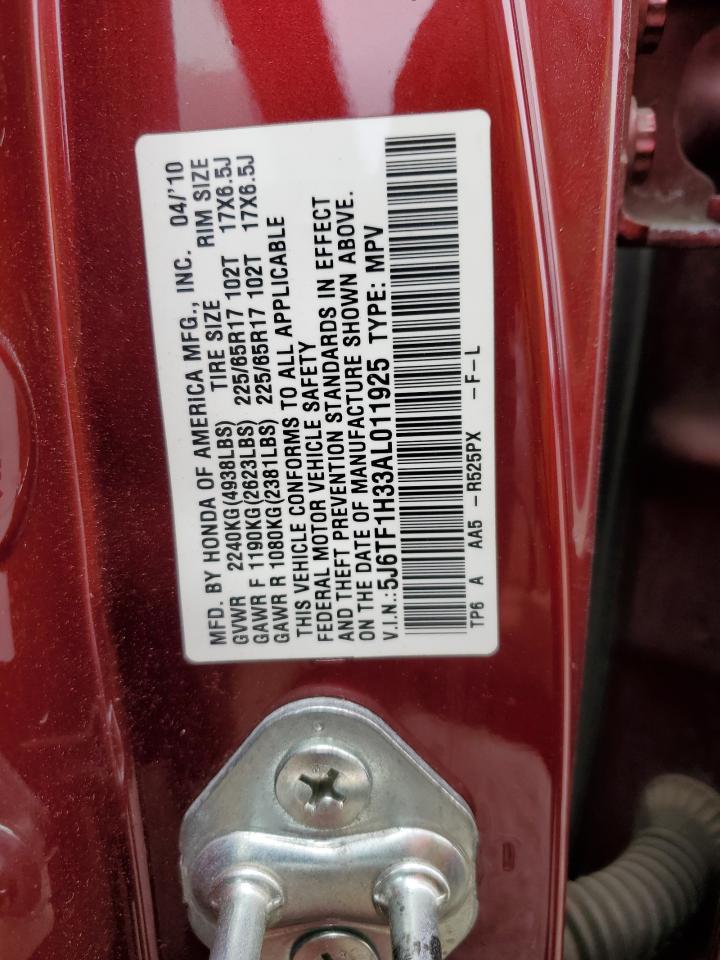 MFD. BY HONDA OF AMERICA MFG., INC. 04/'10
GVWR 2240KG(4938LBS) TIRE SIZE RIM SIZE
GAWR F 1190KG(2623LBS) 225/65R17 102T 17X6.5J
GAWR R 1080KG(2381LBS) 225/65R17 102T 17X6.5J
THIS VEHICLE CONFORMS TO ALL APPLICABLE
FEDERAL MOTOR VEHICLE SAFETY
AND THEFT PREVENTION STANDARDS IN EFFECT
ON THE DATE OF MANUFACTURE SHOWN ABOVE.
V.I.N.:5J6TF1H33AL011925 TYPE: MPV
TP6 A AA5 -R525PX -F-L